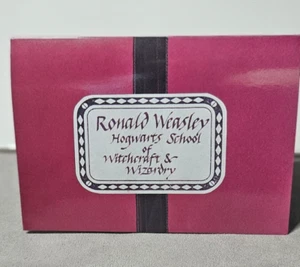 Ronald Weasley
Hogwarts School
of
Witchcraft &
Wizardry